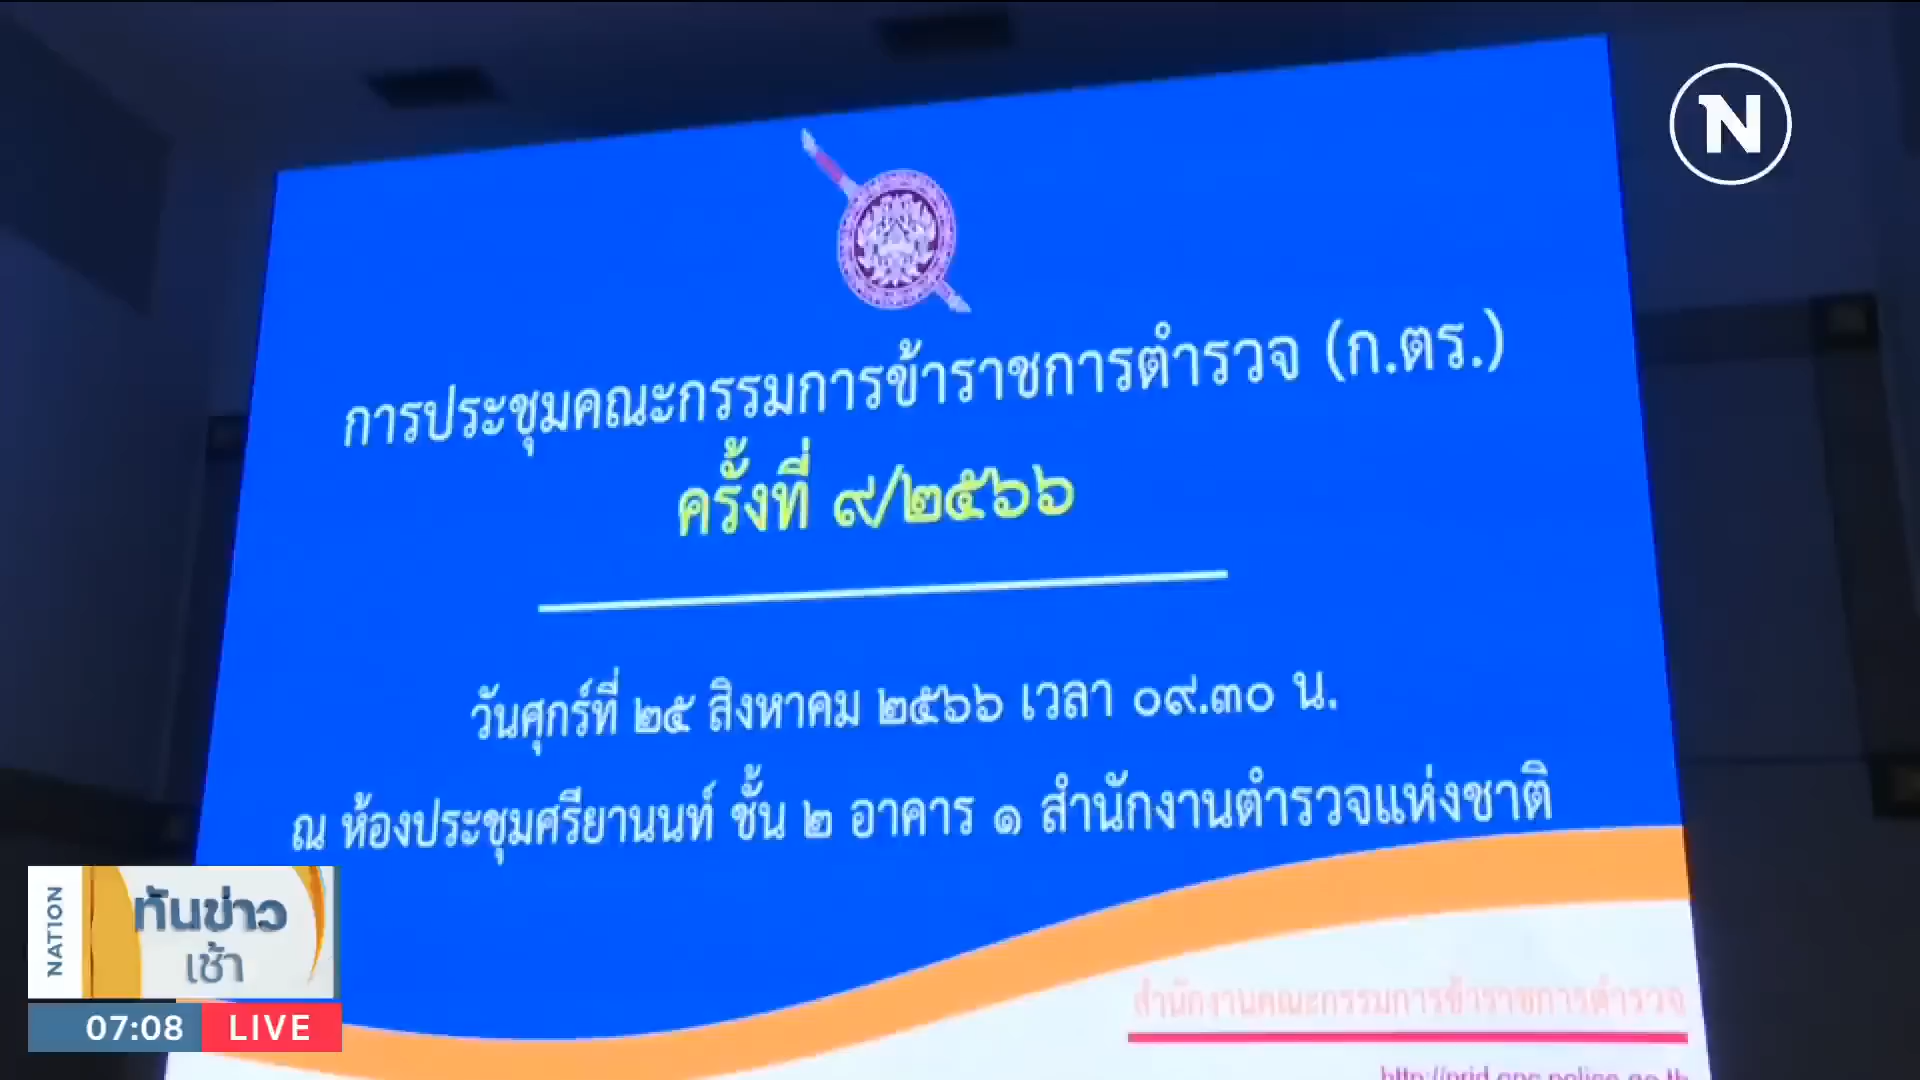 N
การประชุมคณะกรรมการข้าราชการตำรวจ (ก.ตร.)
ครั้งที่ ๙/๒๕๖๖
วันศุกร์ที่ ๒๕ สิงหาคม ๒๕๖๖ เวลา ๐๙.๓๐ น.
ณ ห้องประชุมศรียานนท์ ชั้น ๒ อาคาร ๑ สำนักงานตำรวจแห่งชาติ
สำนักงานคณะกรรมการข้าราชการตำรวจ
NATION
ทันข่าว
เช้า
07:08 LIVE